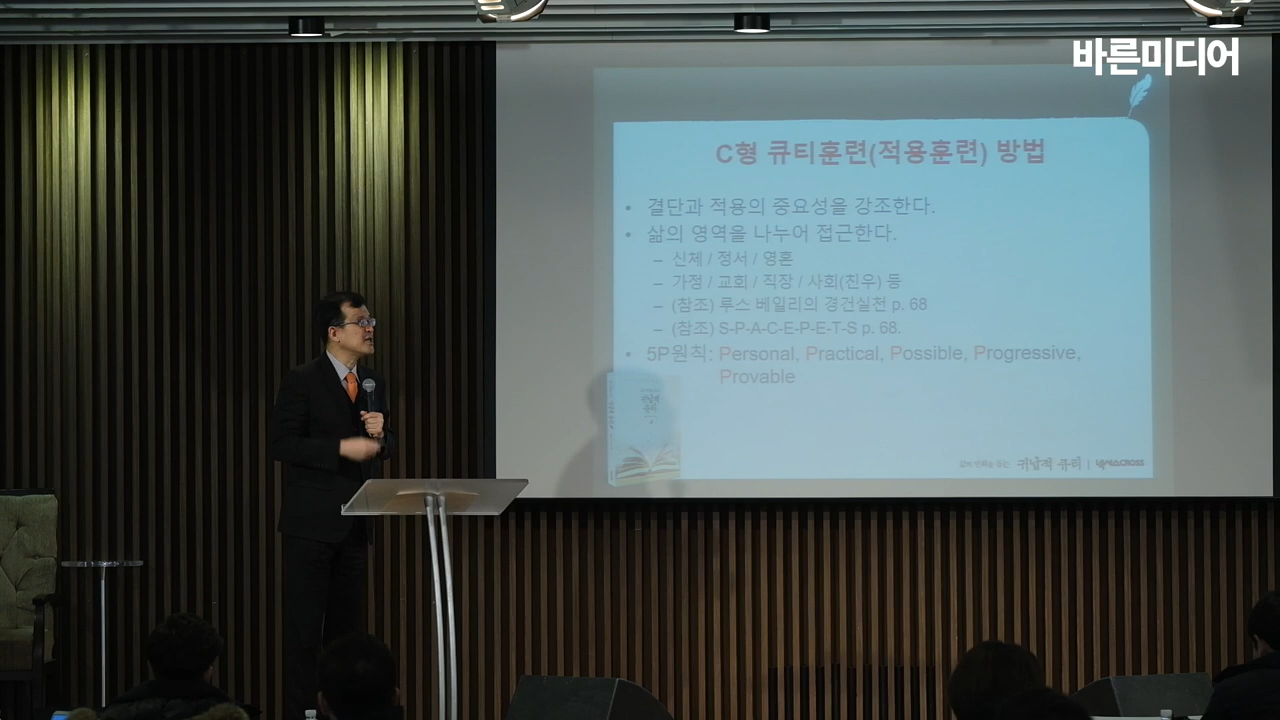 바른미디어
C형 큐티훈련(적용훈련) 방법
• 결단과 적용의 중요성을 강조한다.
• 삶의 영역을 나누어 접근한다.
– 신체 / 정서 / 영혼
– 가정 / 교회 / 직장 / 사회(친우) 등
– (참조) 루스 베일리의 경건실천 p. 68
– (참조) S-P-A-C-E-P-E-T-S p. 68.
• 5P원칙: Personal, Practical, Possible, Progressive,
Provable
귀납적 큐티 |